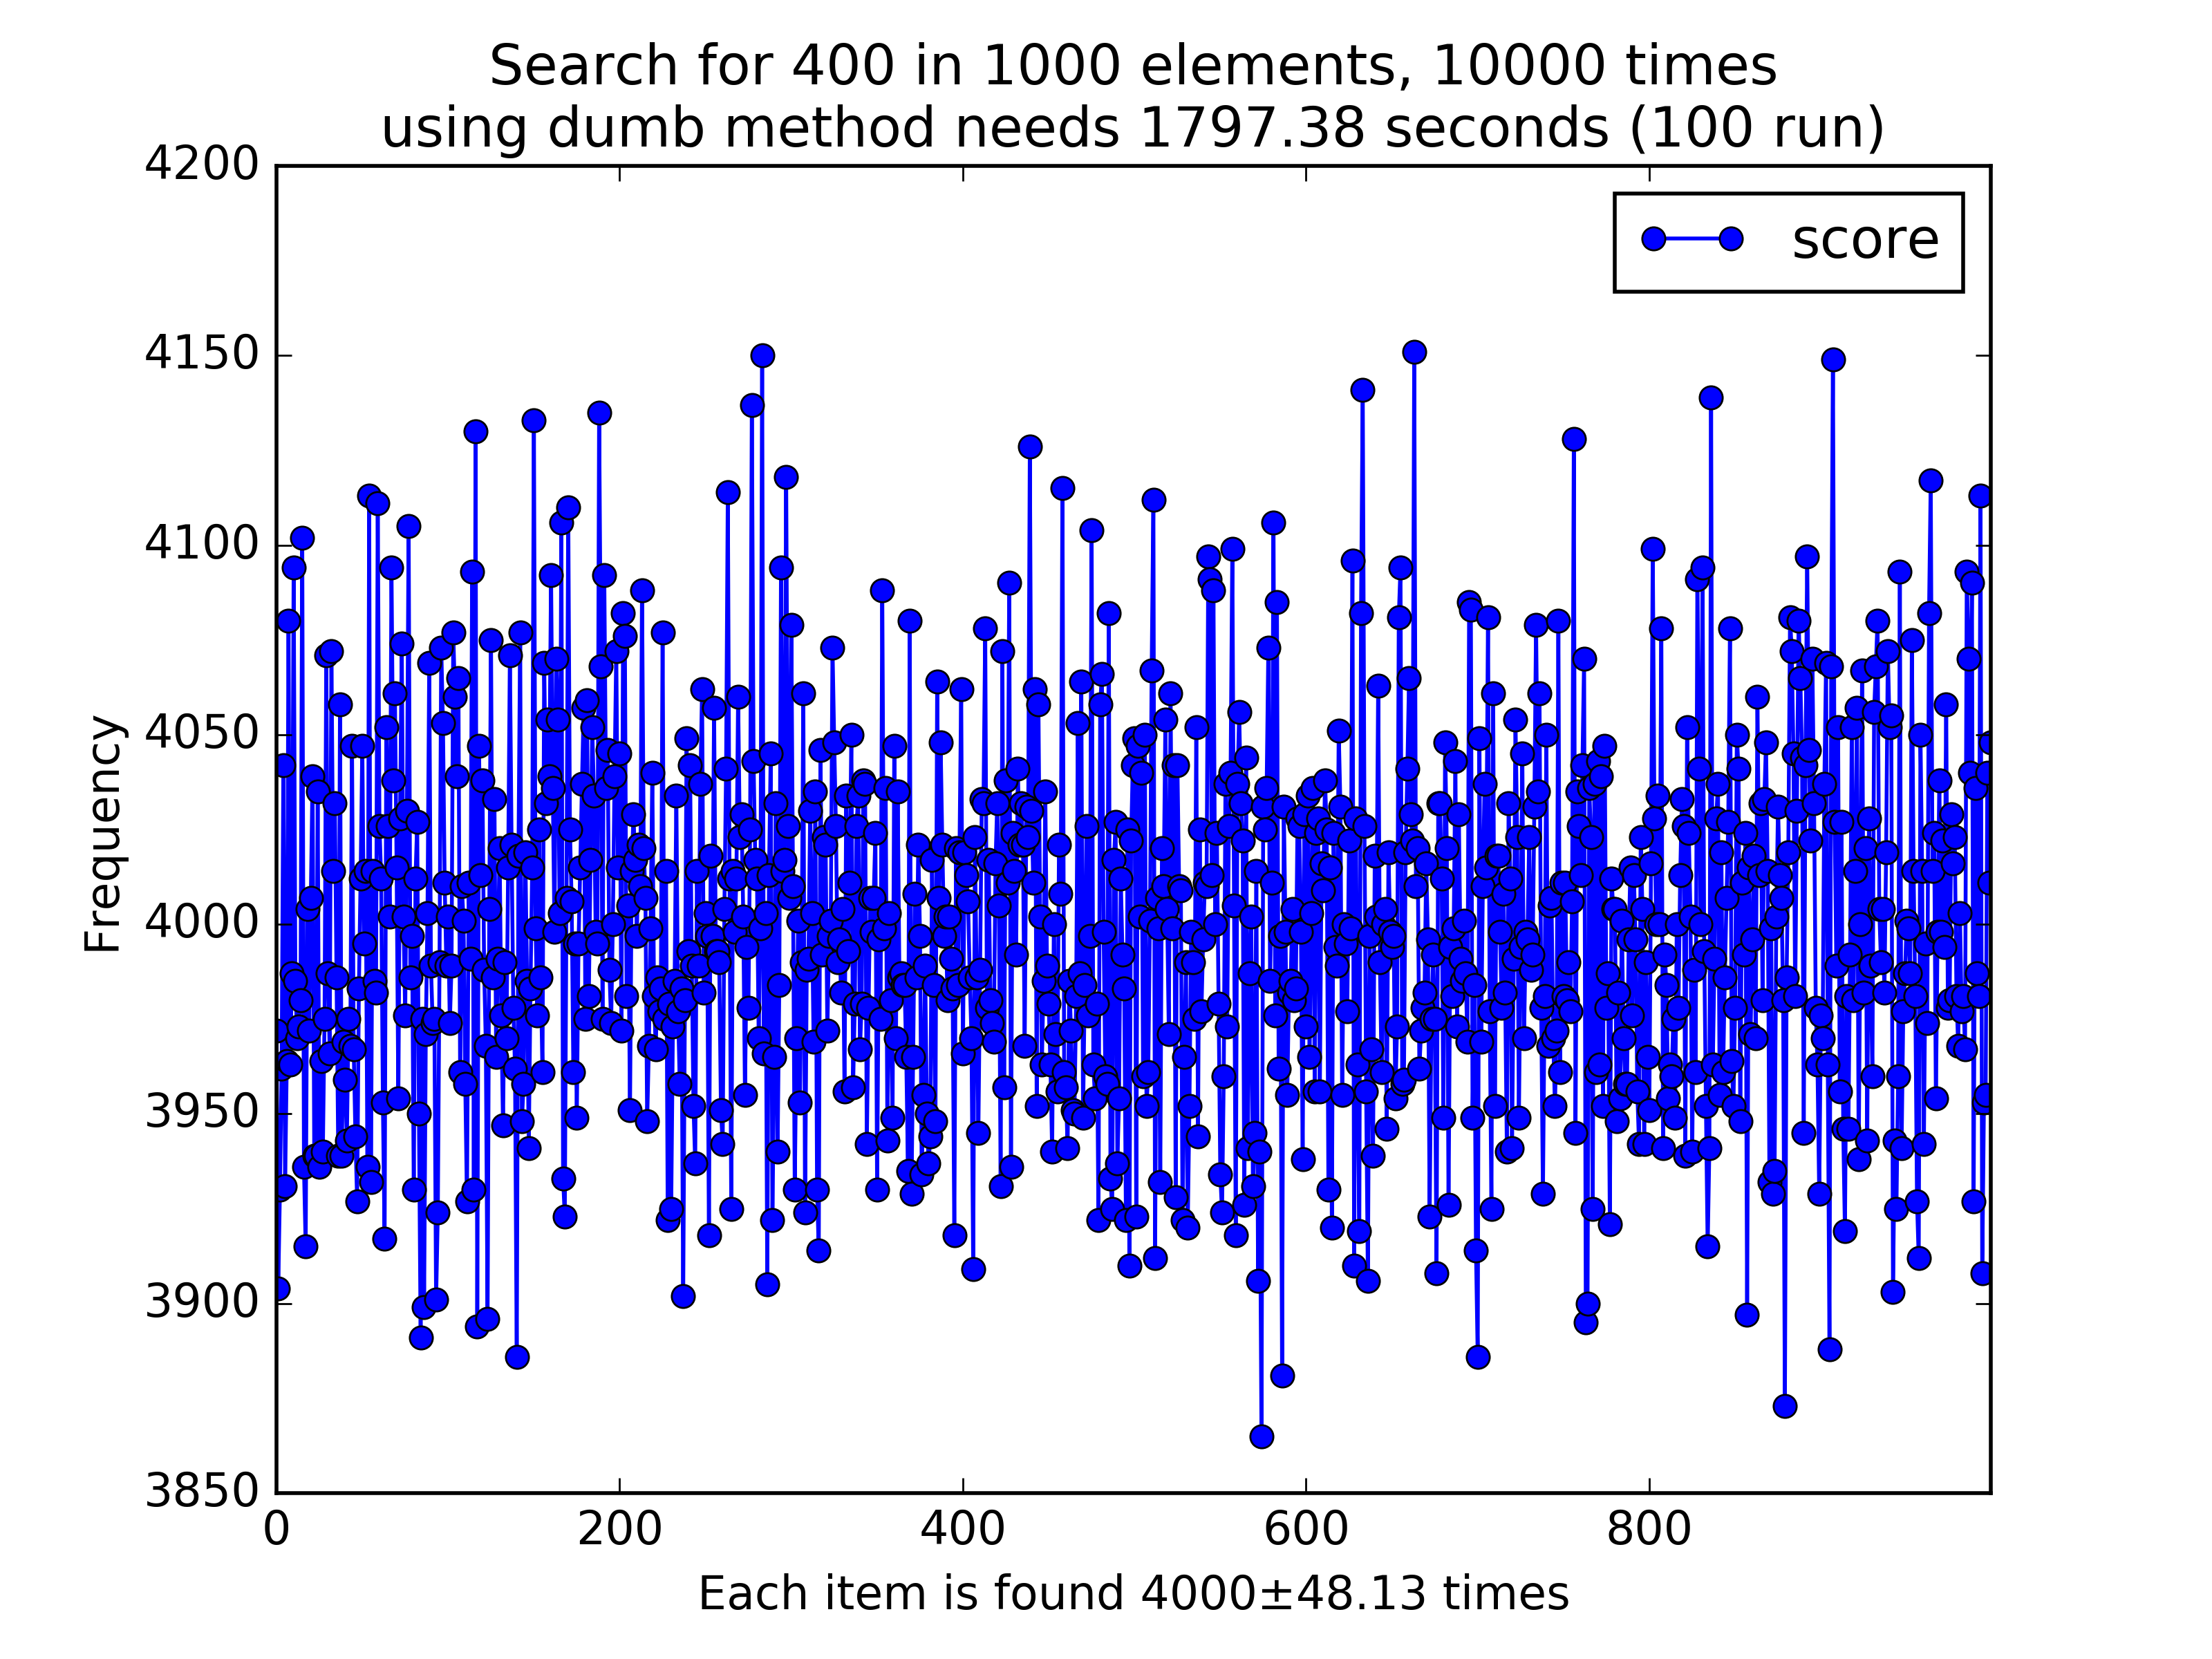 Search for 400 in 1000 elements, 10000 times
using dumb method needs 1797.38 seconds (100 run)
score
Frequency
4200
4150
4100
4050
4000
3950
3900
3850
0 200 400 600 800
Each item is found 4000±48.13 times